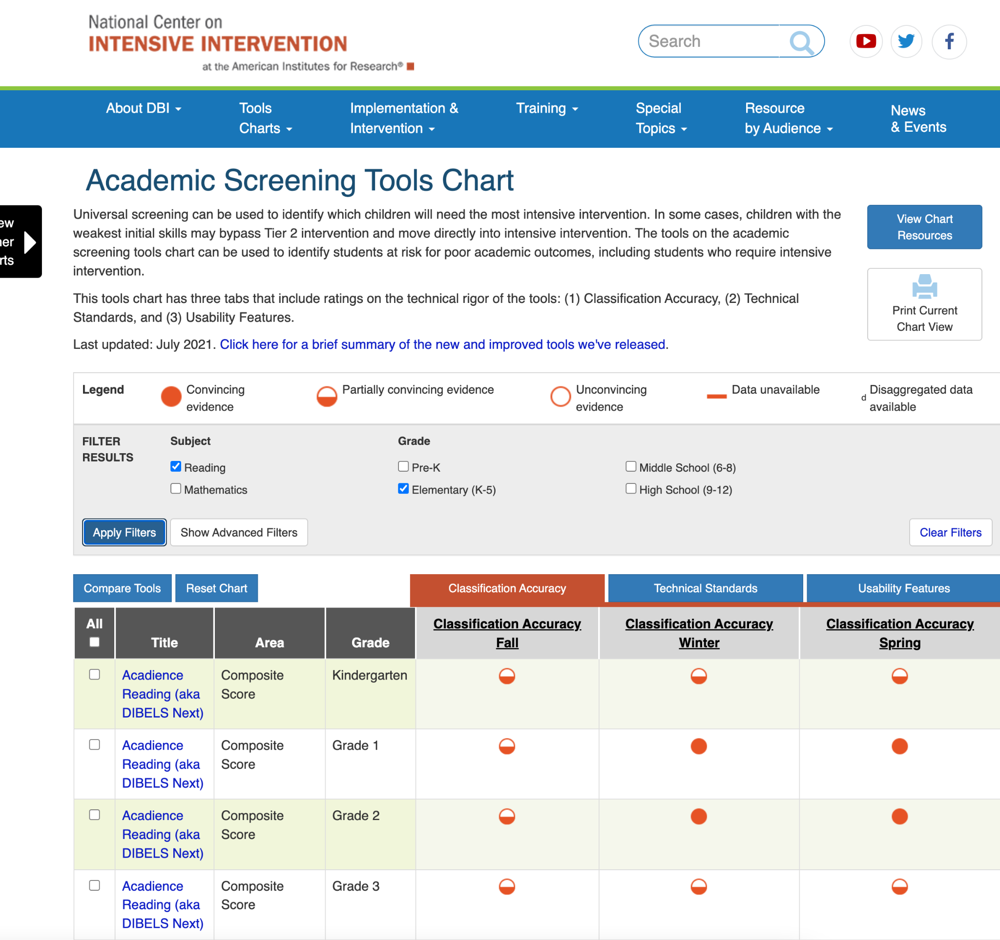 National Center on
INTENSIVE INTERVENTION
at the American Institutes for Research®
Search
About DBI
Tools
Charts
Implementation &
Intervention
Training
Special
Topics
Resource
by Audience
News
& Events
Academic Screening Tools Chart
ew
ner
rts
Universal screening can be used to identify which children will need the most intensive intervention. In some cases, children with the
weakest initial skills may bypass Tier 2 intervention and move directly into intensive intervention. The tools on the academic
screening tools chart can be used to identify students at risk for poor academic outcomes, including students who require intensive
intervention.
This tools chart has three tabs that include ratings on the technical rigor of the tools: (1) Classification Accuracy, (2) Technical
Standards, and (3) Usability Features.
Last updated: July 2021. Click here for a brief summary of the new and improved tools we've released.
View Chart
Resources
Print Current
Chart View
Legend
Convincing
evidence
Partially convincing evidence
Unconvincing
evidence
Data unavailable
d
Disaggregated data
available
FILTER
RESULTS
Subject
Reading
Mathematics
Grade
Pre-K
Elementary (K-5)
Middle School (6-8)
High School (9-12)
Apply Filters
Show Advanced Filters
Clear Filters
Compare Tools
Reset Chart
Classification Accuracy
Technical Standards
Usability Features
All
Title
Area
Grade
Classification Accuracy
Fall
Classification Accuracy
Winter
Classification Accuracy
Spring
Acadience
Reading (aka
DIBELS Next)
Composite
Score
Kindergarten
Acadience
Reading (aka
DIBELS Next)
Composite
Score
Grade 1
Acadience
Reading (aka
DIBELS Next)
Composite
Score
Grade 2
Acadience
Reading (aka
DIBELS Next)
Composite
Score
Grade 3